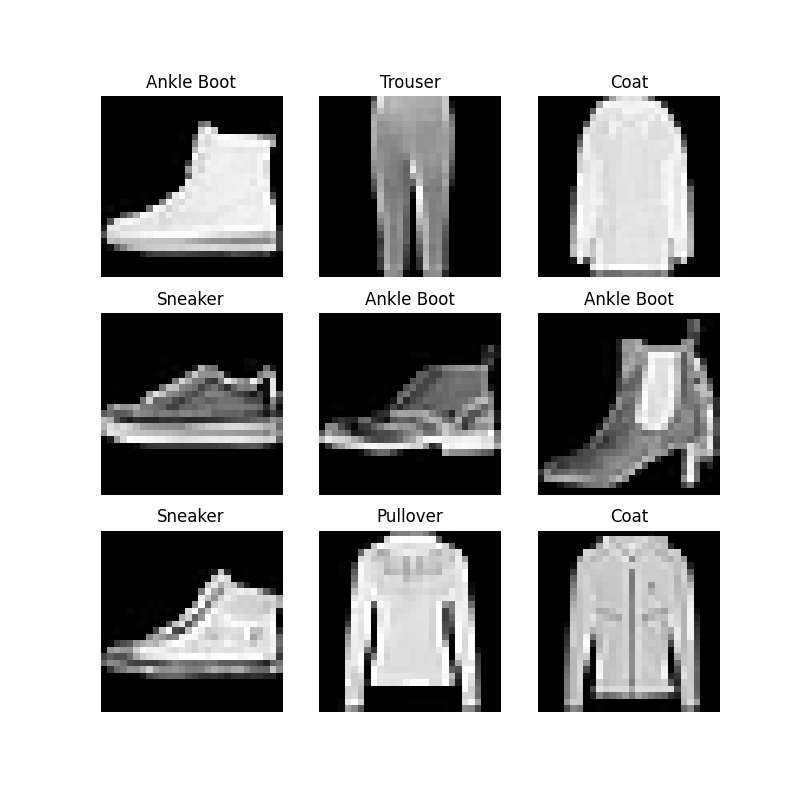 Ankle Boot
Trouser
Coat
Sneaker
Ankle Boot
Ankle Boot
Sneaker
Pullover
Coat